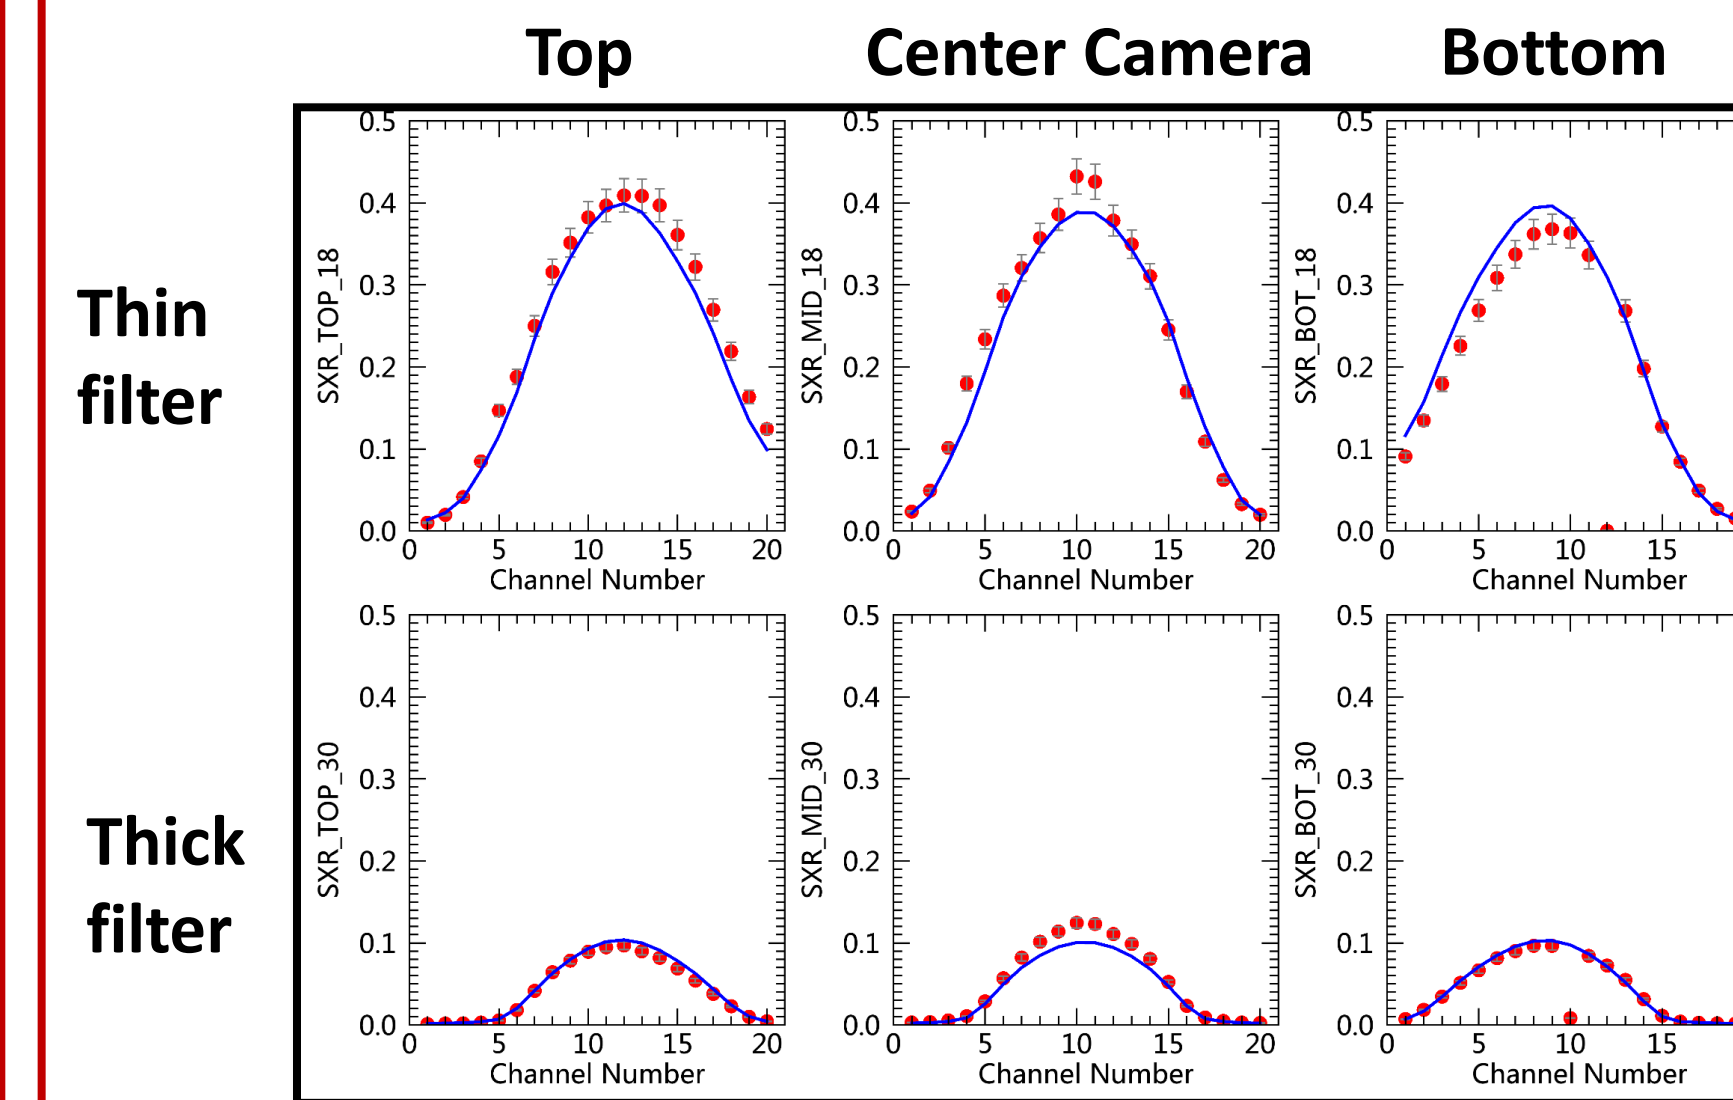 Top Center Camera Bottom
Thin
filter
0.5 0.5 0.5
0.4 0.4 0.4
0.3 0.3 0.3
0.2 0.2 0.2
0.1 0.1 0.1
0.0 0.0 0.0
SXR_TOP_18 SXR_MID_18 SXR_BOT_18
0 5 10 15 20 0 5 10 15 20 0 5 10 15
Channel Number Channel Number Channel Number
Thick
filter
0.5 0.5 0.5
0.4 0.4 0.4
0.3 0.3 0.3
0.2 0.2 0.2
0.1 0.1 0.1
0.0 0.0 0.0
SXR_TOP_30 SXR_MID_30 SXR_BOT_30
0 5 10 15 20 0 5 10 15 20 0 5 10 15
Channel Number Channel Number Channel Number